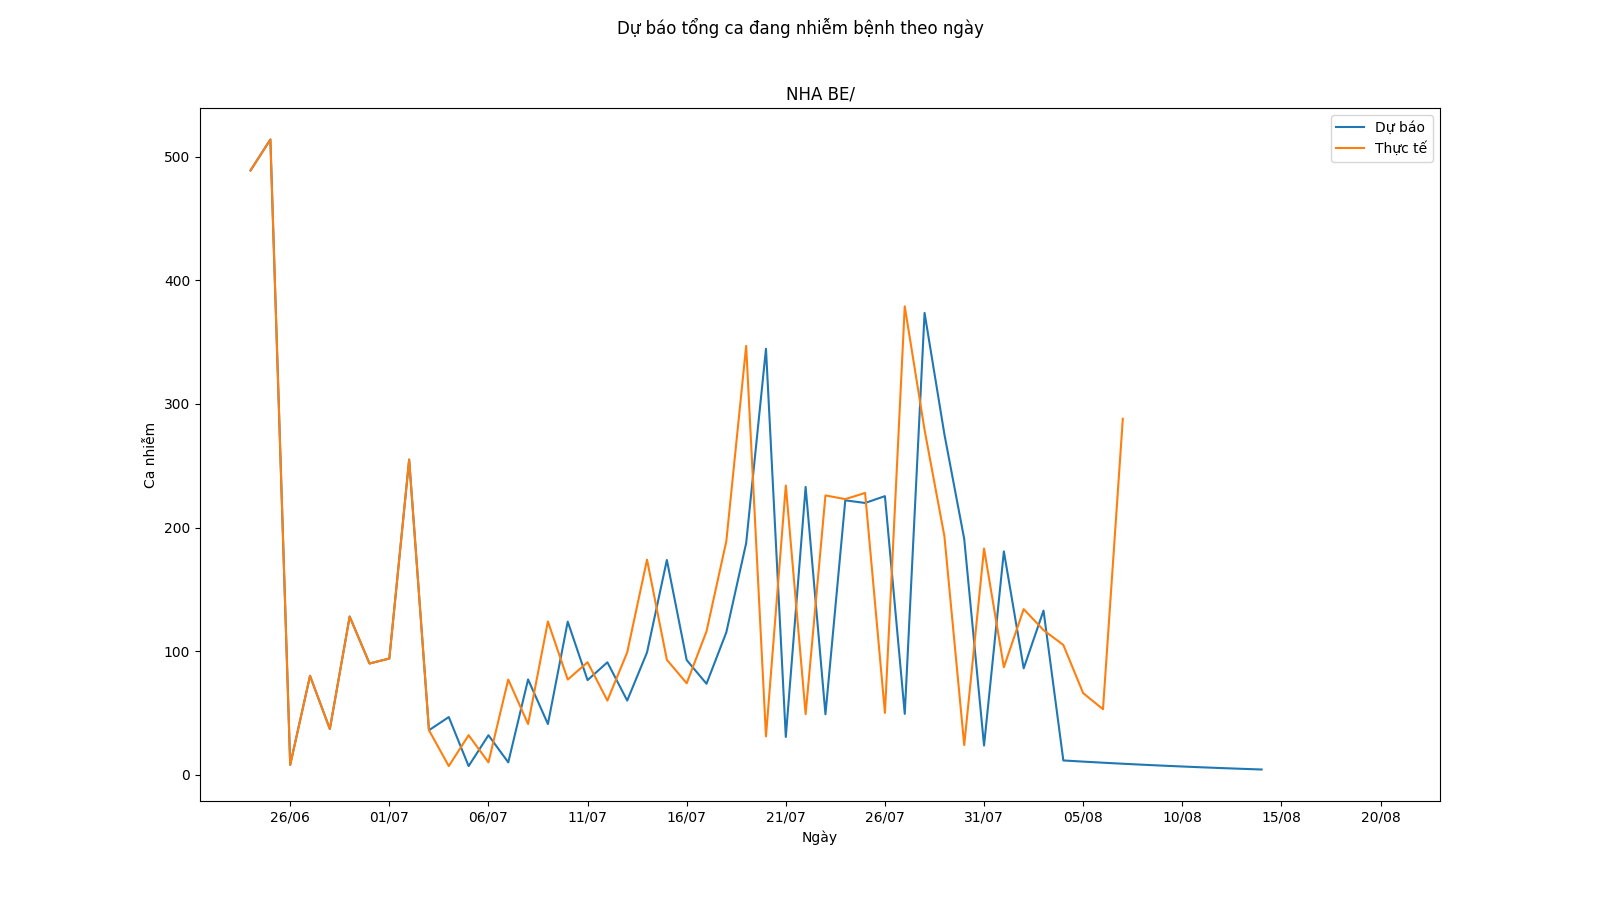 Dự báo tổng ca đang nhiễm bệnh theo ngày
NHA BE/
Dự báo
Thực tế
500
400
300
200
100
0
Ca nhiễm
26/06 01/07 06/07 11/07 16/07 21/07 26/07 31/07 05/08 10/08 15/08 20/08
Ngày